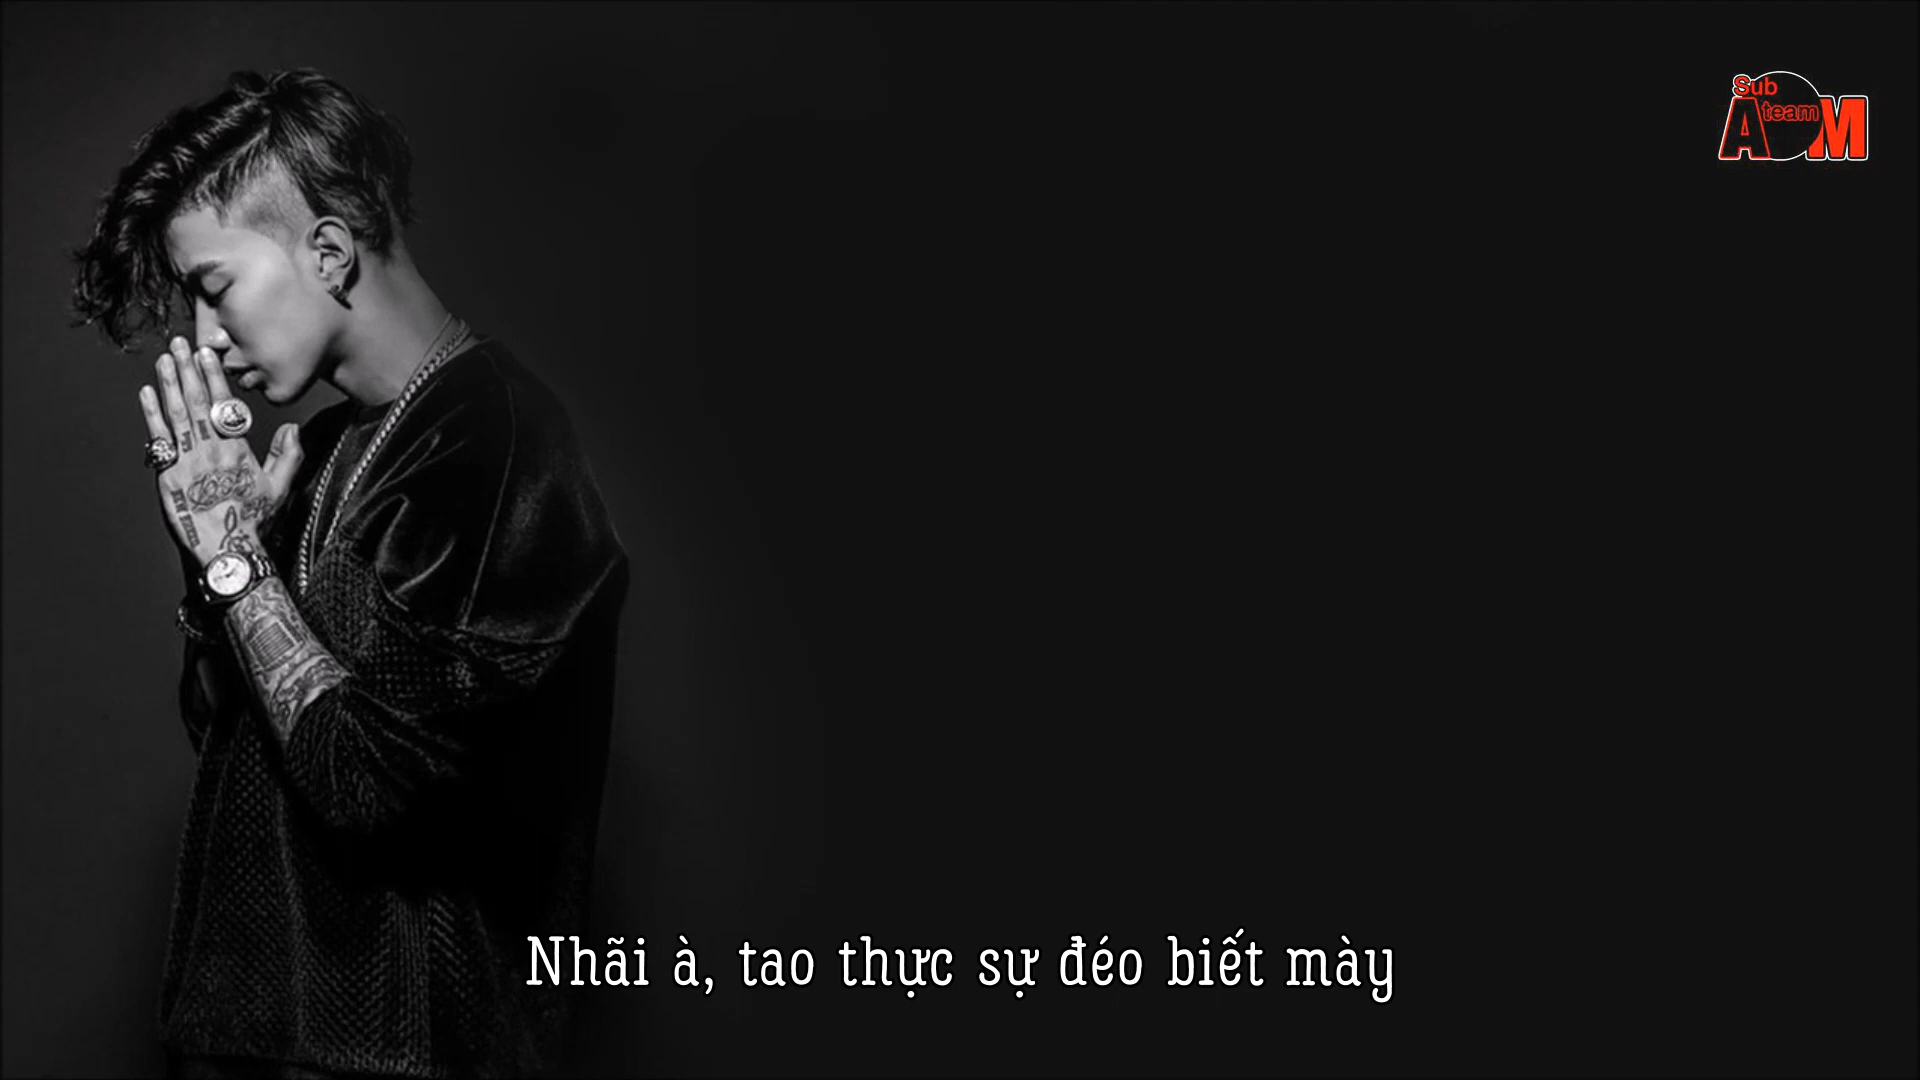 Sub
team
AM
Nhãi à, tao thực sự đéo biết mày